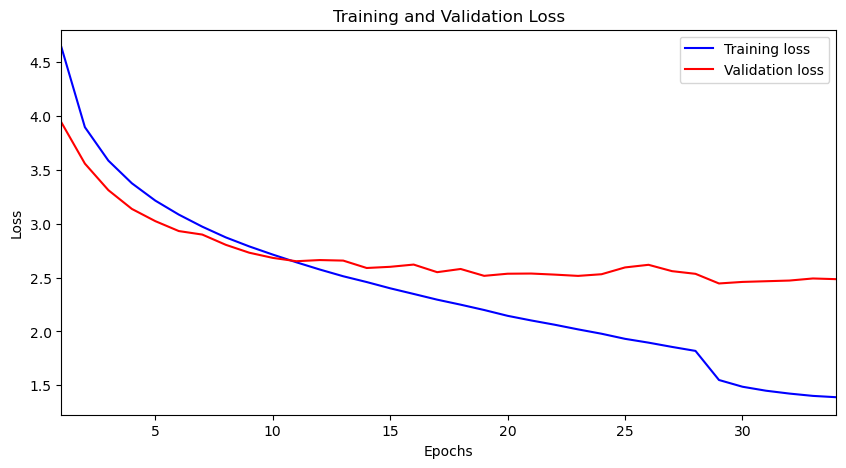 Training and Validation Loss
Training loss
Validation loss
4.5
4.0
3.5
3.0
2.5
2.0
1.5
Loss
5
10
15
20
25
30
Epochs